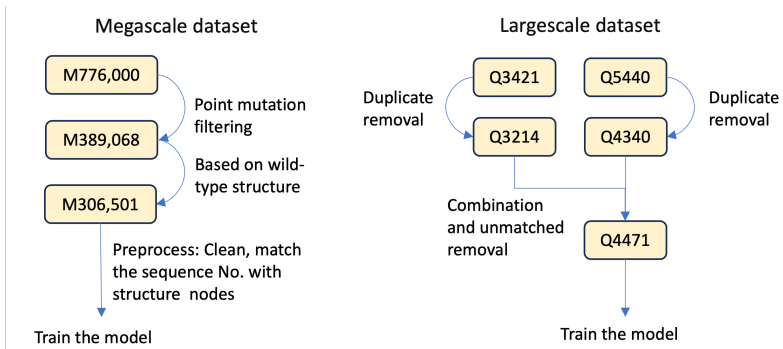 Megascale dataset
M776,000
Point mutation
filtering
M389,068
Based on wild-
type structure
M306,501
Preprocess: Clean, match
the sequence No. with
structure nodes
Train the model
Largescale dataset
Q3421
Q5440
Duplicate
removal
Duplicate
removal
Q3214
Q4340
Combination
and unmatched
removal
Q4471
Train the model